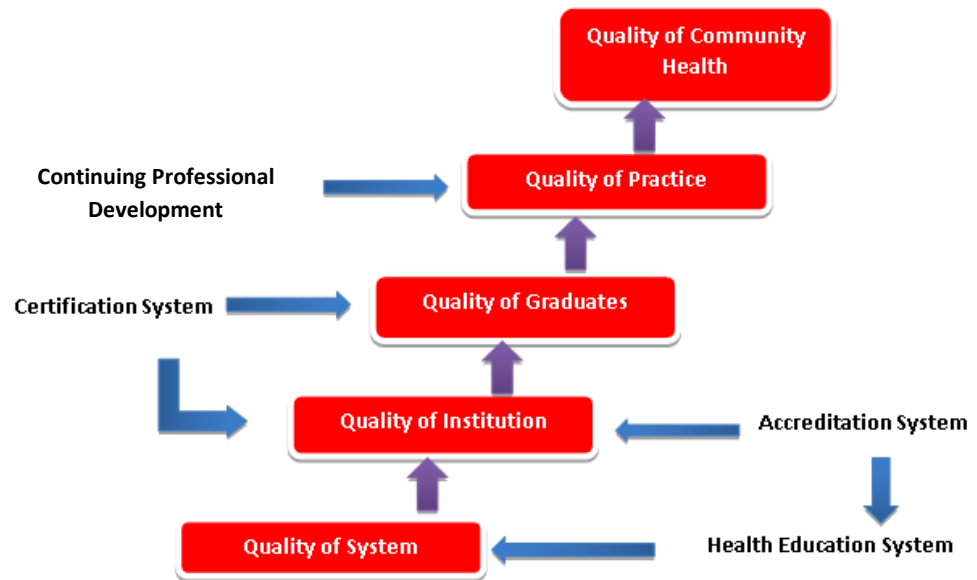 Quality of Community
Health
Continuing Professional
Development
Quality of Practice
Certification System
Quality of Graduates
Quality of Institution
Accreditation System
Quality of System
Health Education System